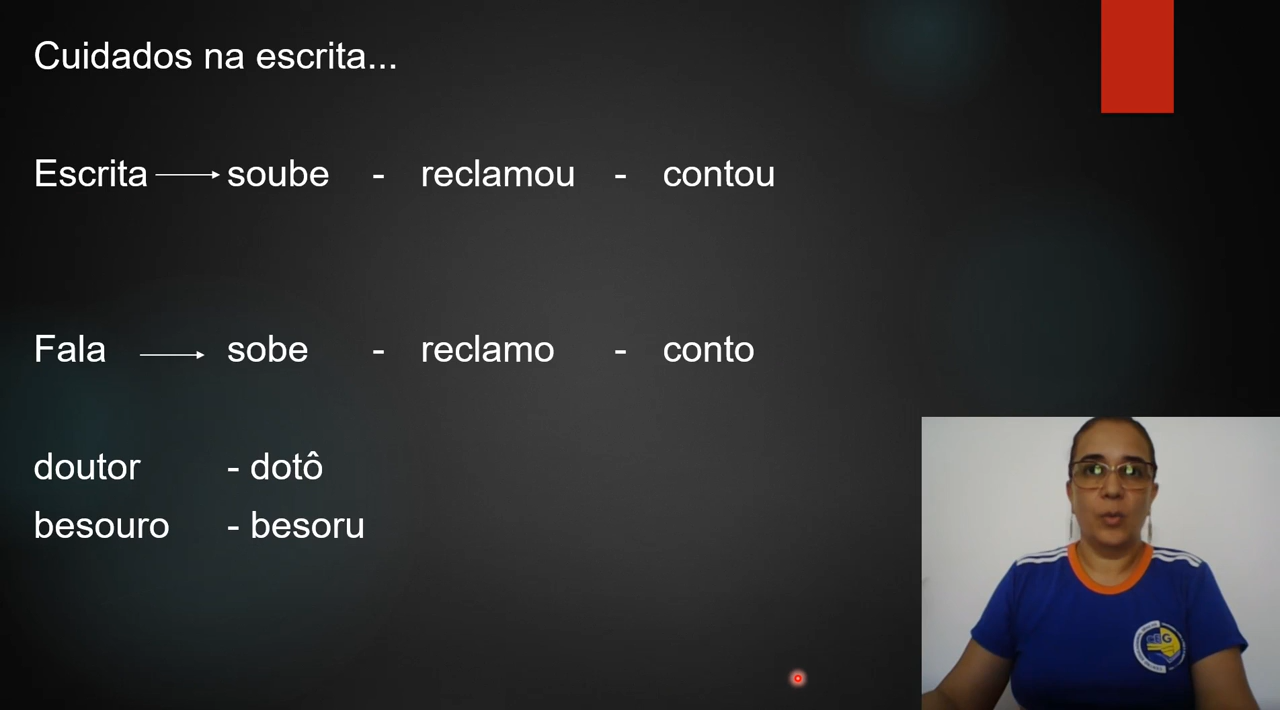 Cuidados na escrita...
Escrita soube - reclamou - contou
Fala sobe - reclamo - conto
doutor - dotô
besouro - besoru